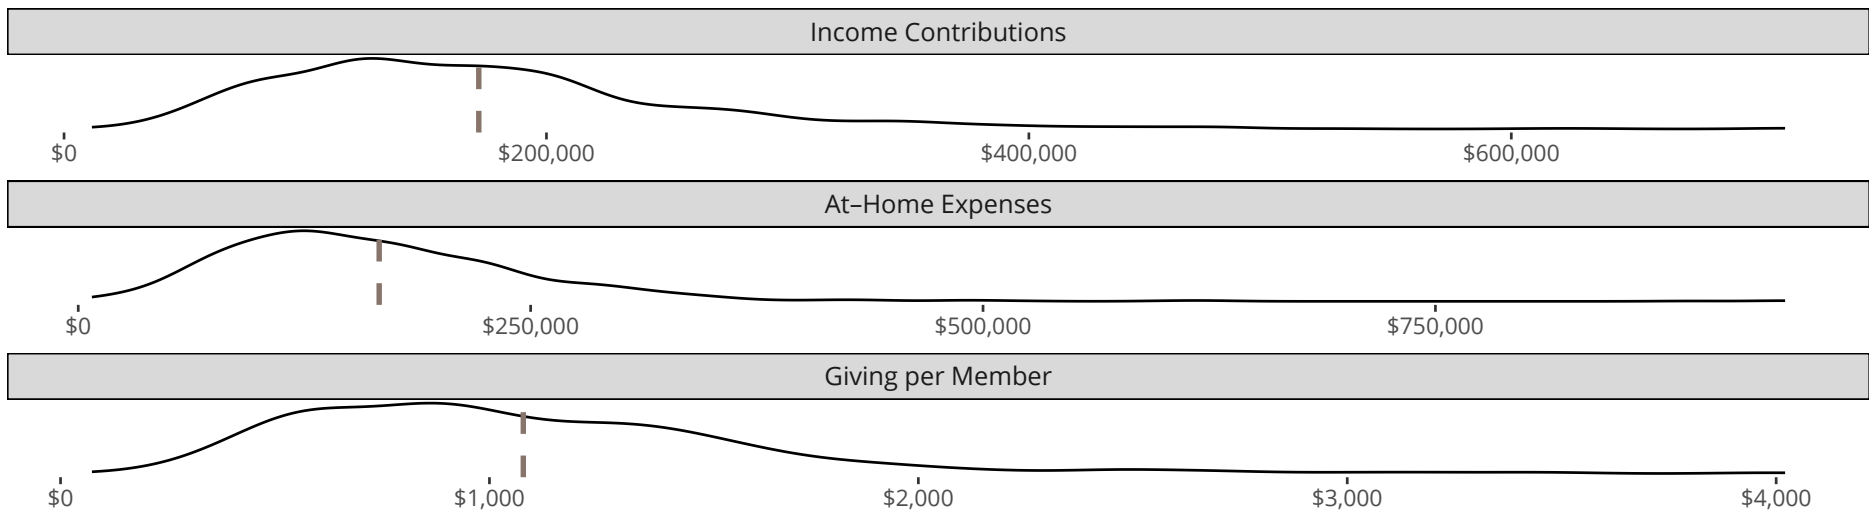 Income Contributions
$0 $200,000 $400,000 $600,000
At–Home Expenses
$0 $250,000 $500,000 $750,000
Giving per Member
$0 $1,000 $2,000 $3,000 $4,000